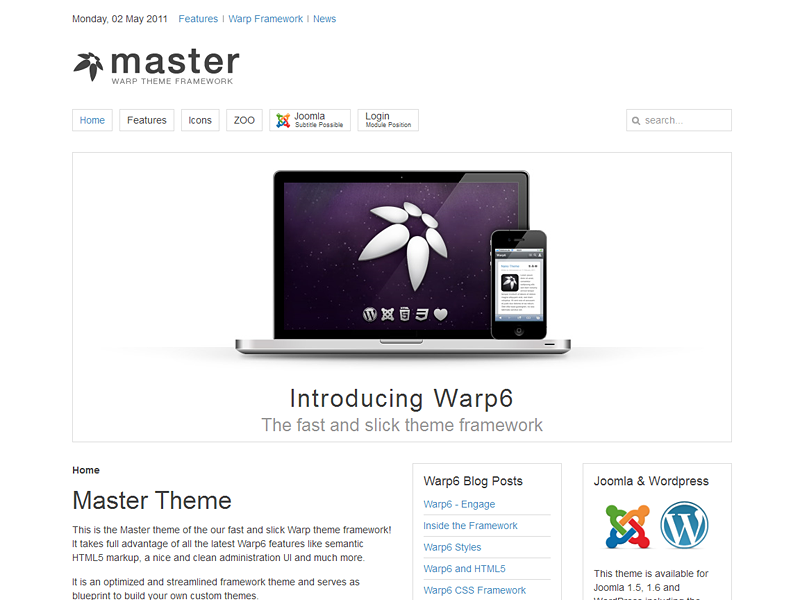 Monday, 02 May 2011 Features | Warp Framework | News
master
WARP THEME FRAMEWORK
Home Features Icons ZOO Joomla Login search...
Subtitle Possible Module Position
Introducing Warp6
The fast and slick theme framework
Home
Master Theme
This is the Master theme of the our fast and slick Warp theme framework!
It takes full advantage of all the latest Warp6 features like semantic
HTML5 markup, a nice and clean administration UI and much more.
It is an optimized and streamlined framework theme and serves as
blueprint to build your own custom themes.
Warp6 Blog Posts
Warp6 - Engage
Inside the Framework
Warp6 Styles
Warp6 and HTML5
Warp6 CSS Framework
Joomla & Wordpress
This theme is available for
Joomla 1.5, 1.6 and
WordPress including the